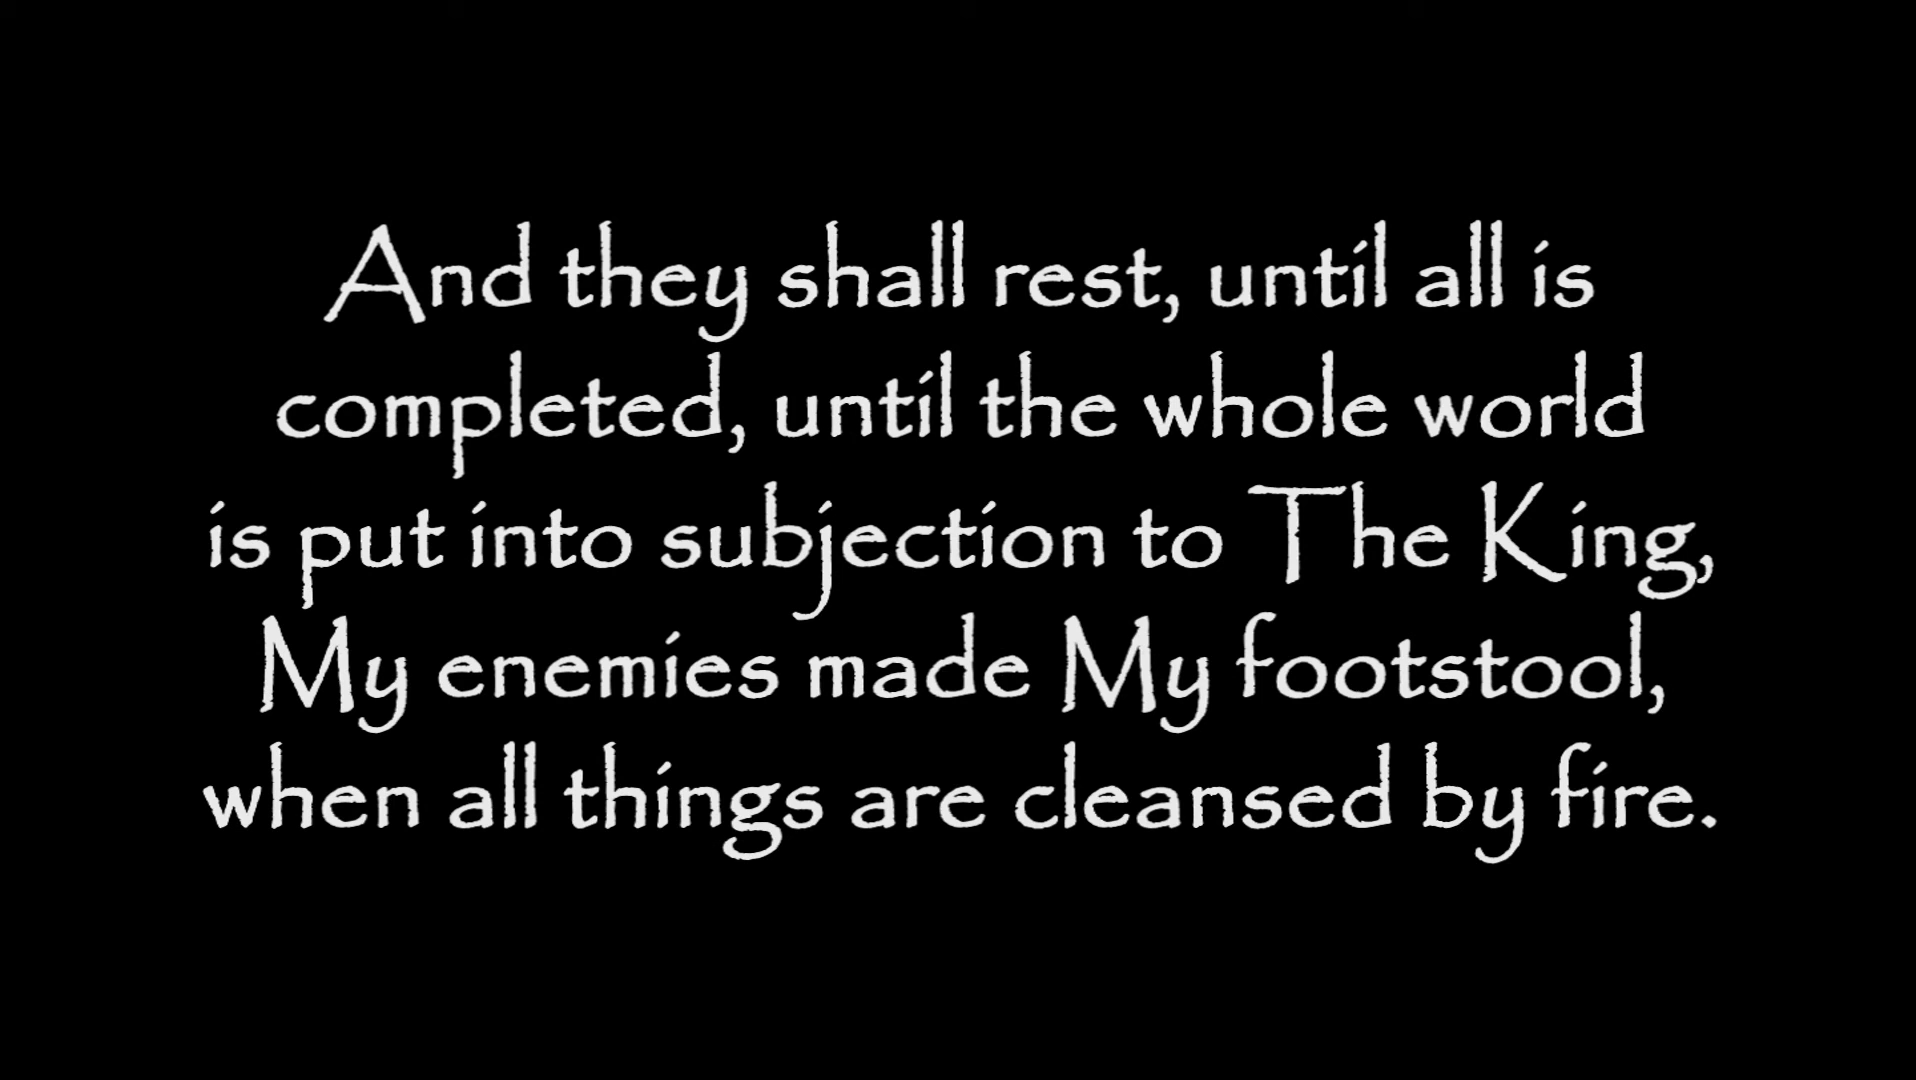 And they shall rest, until all is
completed, until the whole world
is put into subjection to The King,
My enemies made My footstool,
when all things are cleansed by fire.